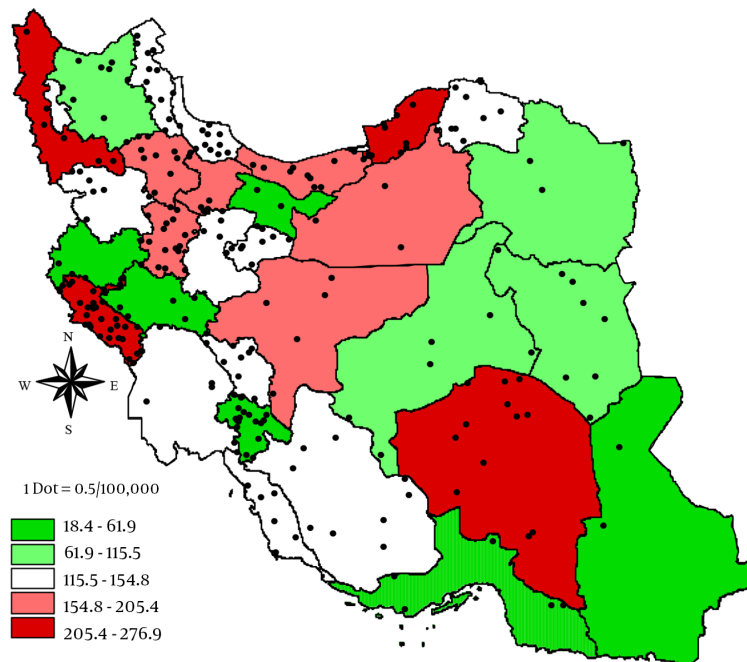 N
W
E
S
1 Dot = 0.5/100,000
18.4 - 61.9
61.9 - 115.5
115.5 - 154.8
154.8 - 205.4
205.4 - 276.9